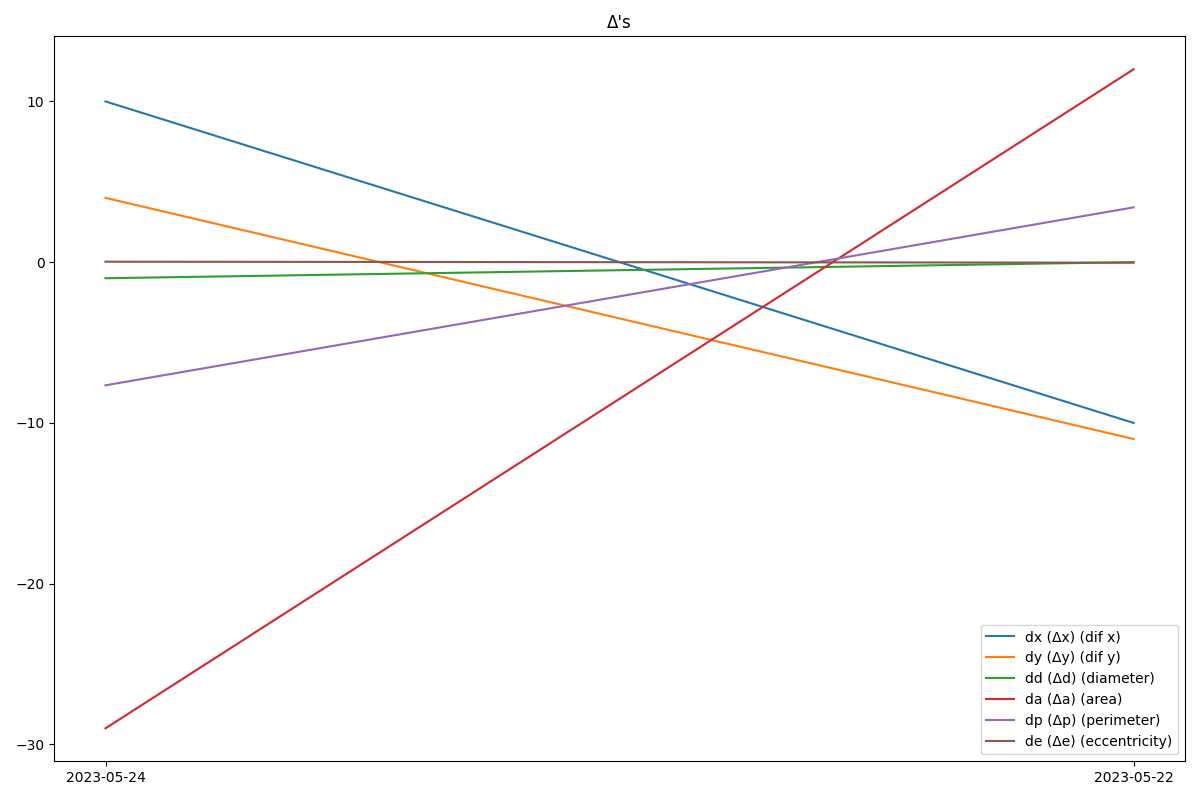 Δ's
10
0
−10
−20
−30
2023-05-24
2023-05-22
dx (Δx) (dif x)
dy (Δy) (dif y)
dd (Δd) (diameter)
da (Δa) (area)
dp (Δp) (perimeter)
de (Δe) (eccentricity)